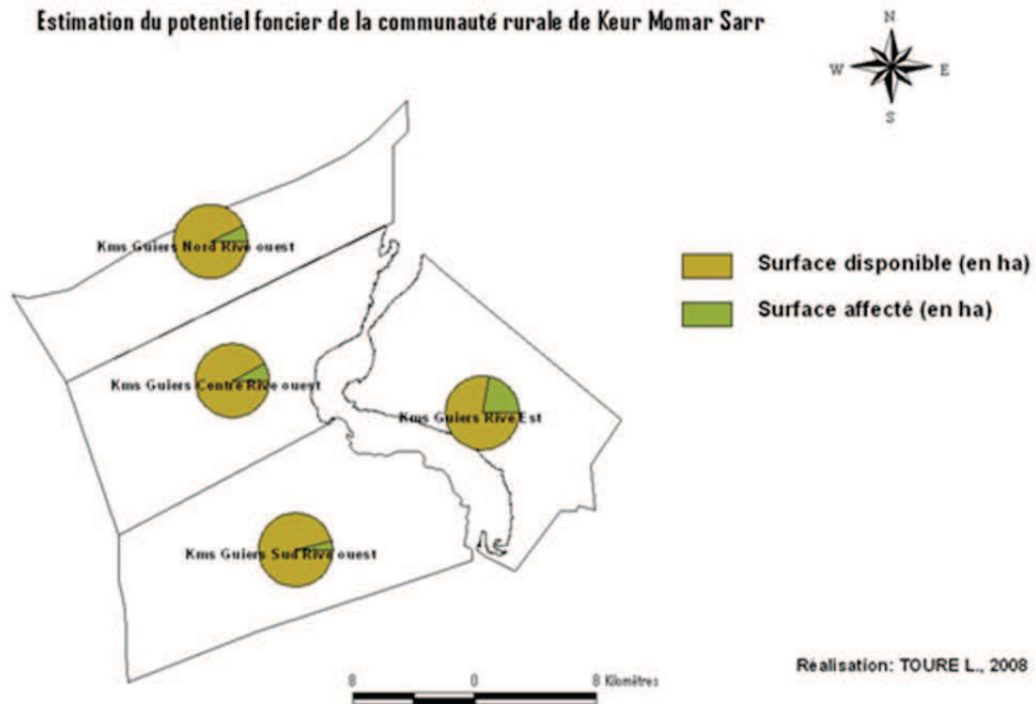 Estimation du potentiel foncier de la communauté rurale de Keur Momar Sarr
N
W E
S
Kms Guiers Nord Rive ouest
Surface disponible (en ha)
Surface affecté (en ha)
Kms Guiers Centre Rive ouest
Kms Guiers Rive Est
Kms Guiers Sud Rive ouest
Réalisation: TOURE L., 2008
8 0 8 Kilomètres